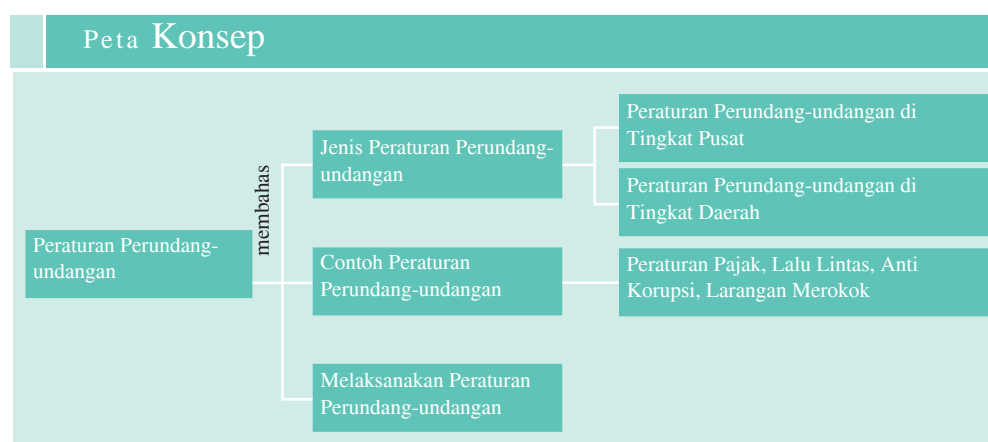 Peta Konsep
Peraturan Perundang-
undangan
membahas
Jenis Peraturan Perundang-
undangan
Peraturan Perundang-undangan di
Tingkat Pusat
Peraturan Perundang-undangan di
Tingkat Daerah
Contoh Peraturan
Perundang-undangan
Peraturan Pajak, Lalu Lintas, Anti
Korupsi, Larangan Merokok
Melaksanakan Peraturan
Perundang-undangan